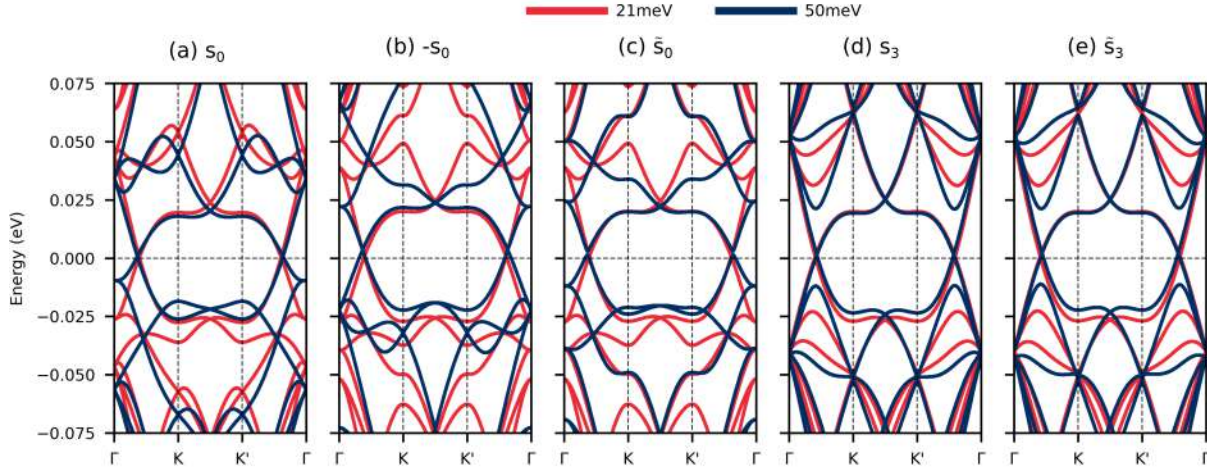 21meV 50meV
(a) s₀ (b) -s₀ (c) s̃₀ (d) s₃ (e) s̃₃
Energy (eV)
0.075
0.050
0.025
0.000
−0.025
−0.050
−0.075
Γ K K' Γ Γ K K' Γ Γ K K' Γ Γ K K' Γ Γ K K' Γ